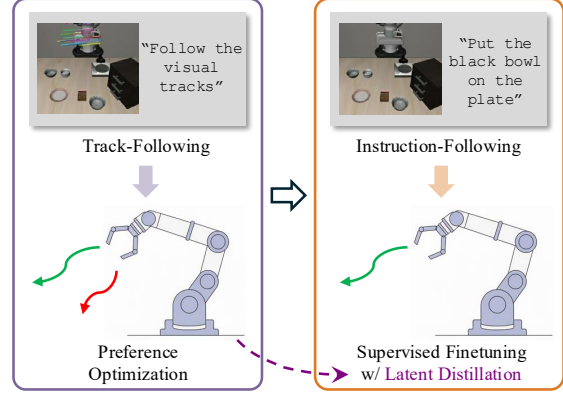 “Follow the
visual
tracks”
Track-Following
Preference
Optimization
“Put the
black bowl
on the
plate”
Instruction-Following
Supervised Finetuning
w/ Latent Distillation